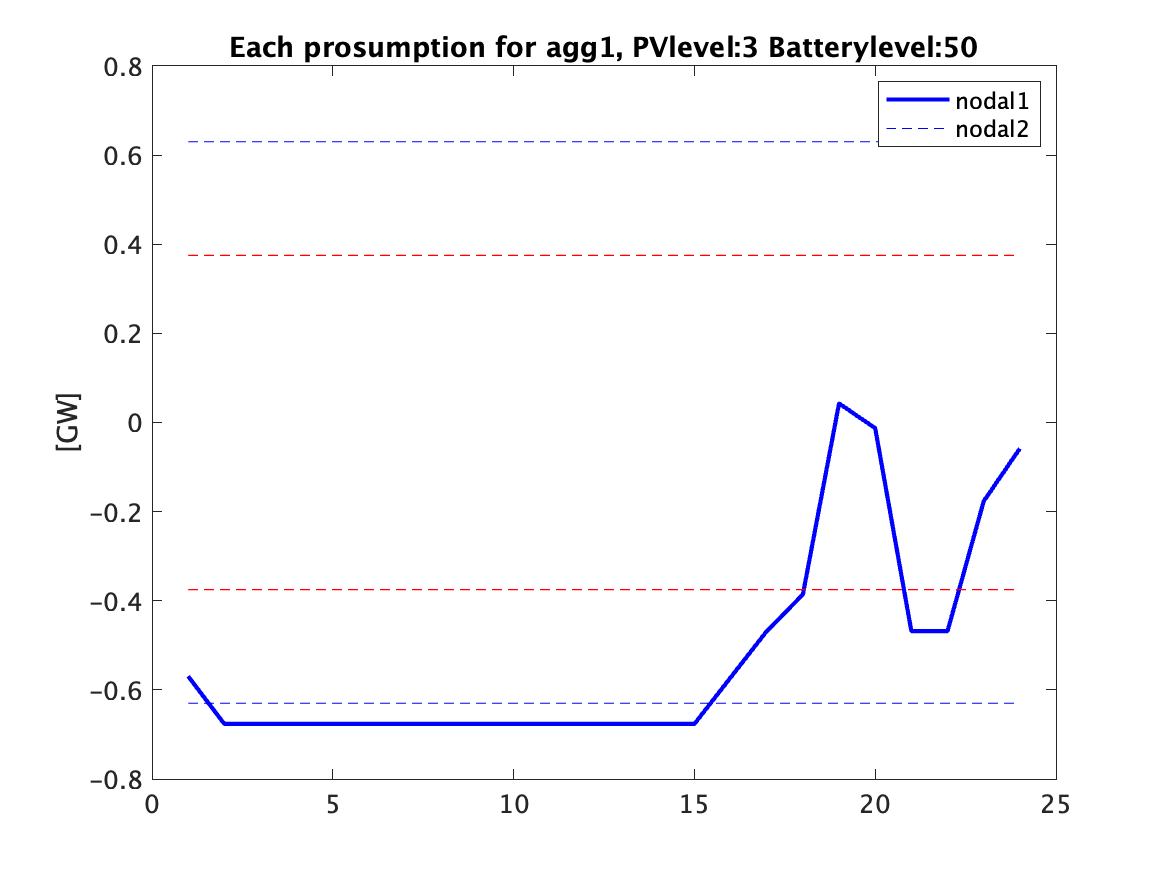 Each prosumption for agg1, PVlevel:3 Batterylevel:50
0.8
nodal1
nodal2
0.6
0.4
0.2
0
[GW]
−0.2
−0.4
−0.6
−0.8
0 5 10 15 20 25